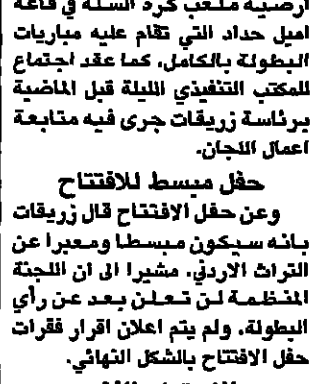 ارضية ملعب كرة السلة في قاعة
اميل حداد التي تقام عليه مباريات
البطولة بالكامل، كما عقد اجتماع
للمكتب التنفيذي الليلة قبل الماضية
برئاسة زريقات جرى فيه متابعة
اعمال اللجان.
حفل مبسط للافتتاح
وعن حفل الافتتاح قال زريقات
بانه سيكون مبسطا ومعبرا عن
التراث الاردني، مشيرا الى ان اللجنة
المنظمة لن تعلن بعد عن رأي
البطولة، ولم يتم اعلان اقرار فقرات
حفل الافتتاح بالشكل النهائي.